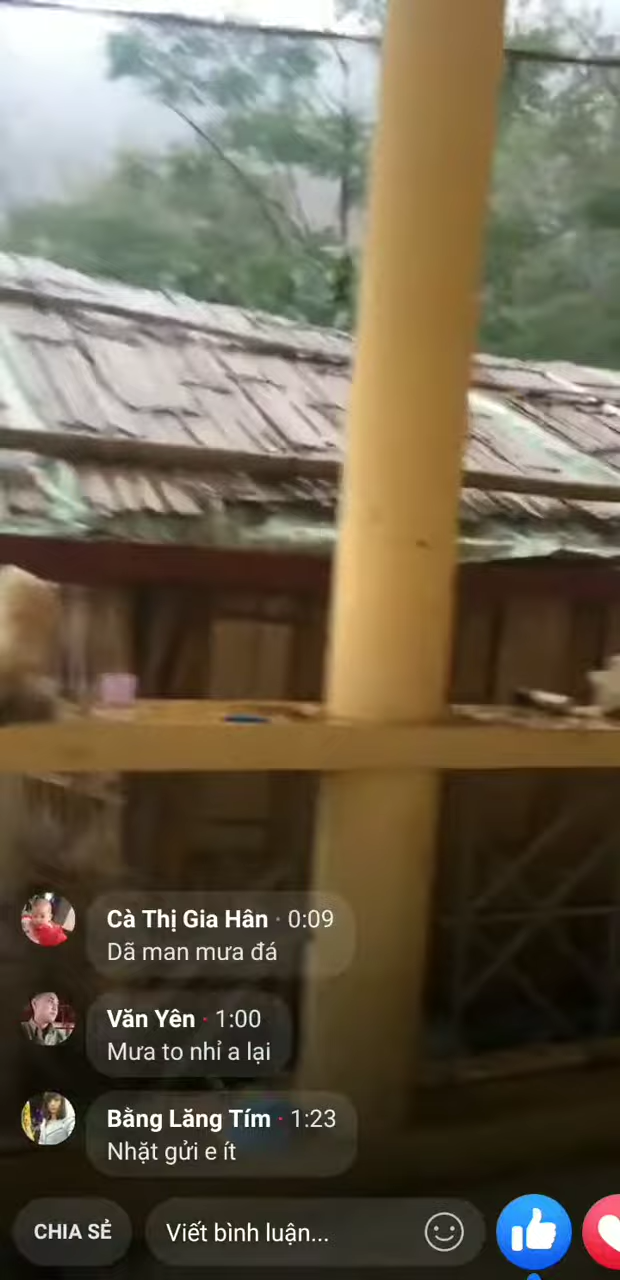 Cà Thị Gia Hân · 0:09
Dã man mưa đá
Văn Yên · 1:00
Mưa to nhỉ a lại
Bằng Lăng Tím · 1:23
Nhặt gửi e ít
CHIA SẺ
Viết bình luận...